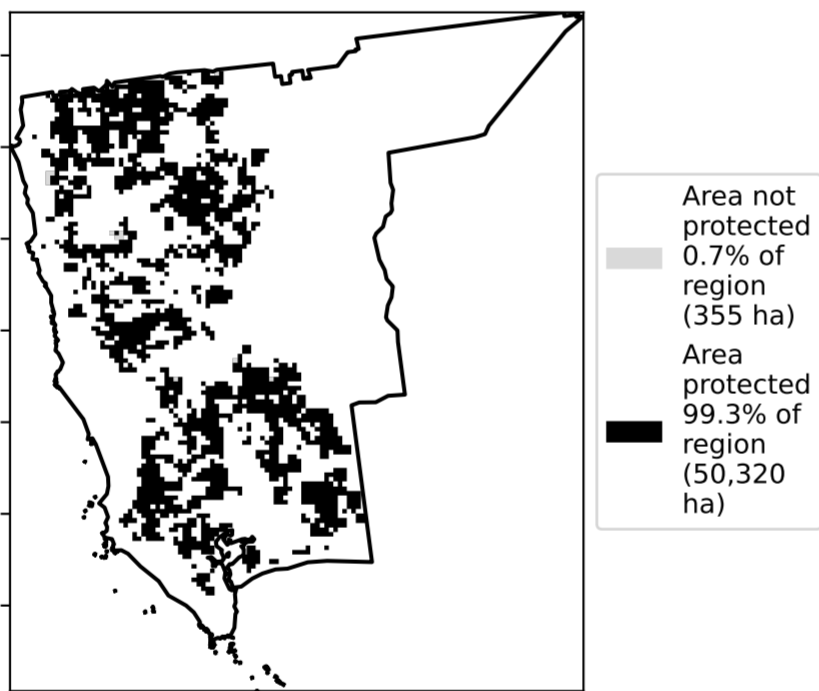 Area not
protected
0.7% of
region
(355 ha)
Area
protected
99.3% of
region
(50,320
ha)